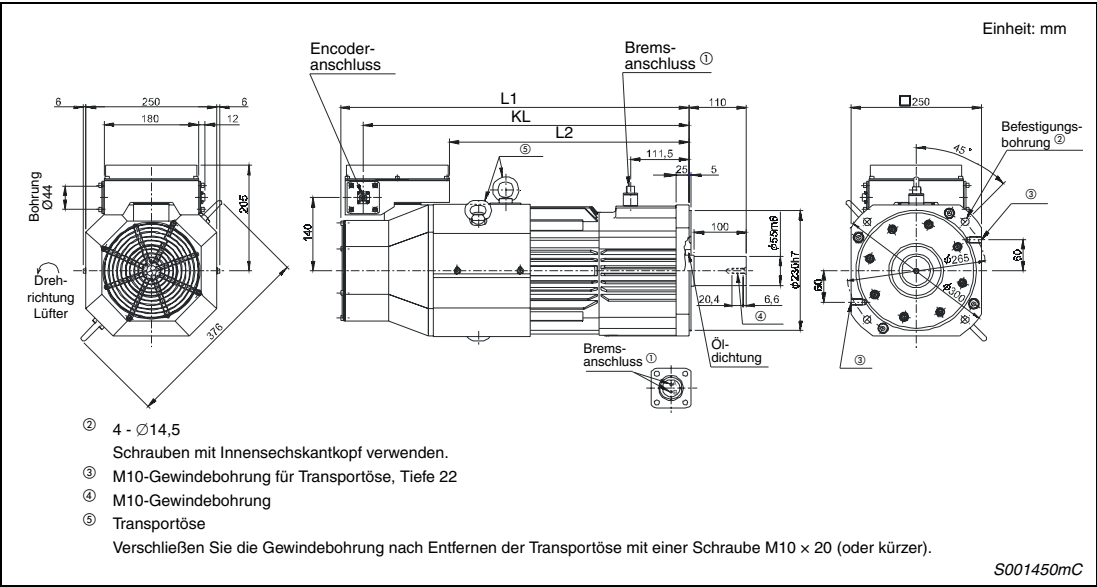 Einheit: mm
Encoder-
anschluss
Brems-
anschluss ①
6
250
6
180
12
L1
110
KL
L2
⑤
111,5
25
5
□250
45°
Befestigungs-
bohrung ②
③
Bohrung
Ø44
205
140
100
ϕ55m6
ϕ230h7
20,4
6,6
④
Dreh-
richtung
Lüfter
376
60
60
ϕ265
ϕ300
③
Öl-
dichtung
Brems-
anschluss ①
② 4 - ∅14,5
Schrauben mit Innensechskantkopf verwenden.
③ M10-Gewindebohrung für Transportöse, Tiefe 22
④ M10-Gewindebohrung
⑤ Transportöse
Verschließen Sie die Gewindebohrung nach Entfernen der Transportöse mit einer Schraube M10 × 20 (oder kürzer).
S001450mC